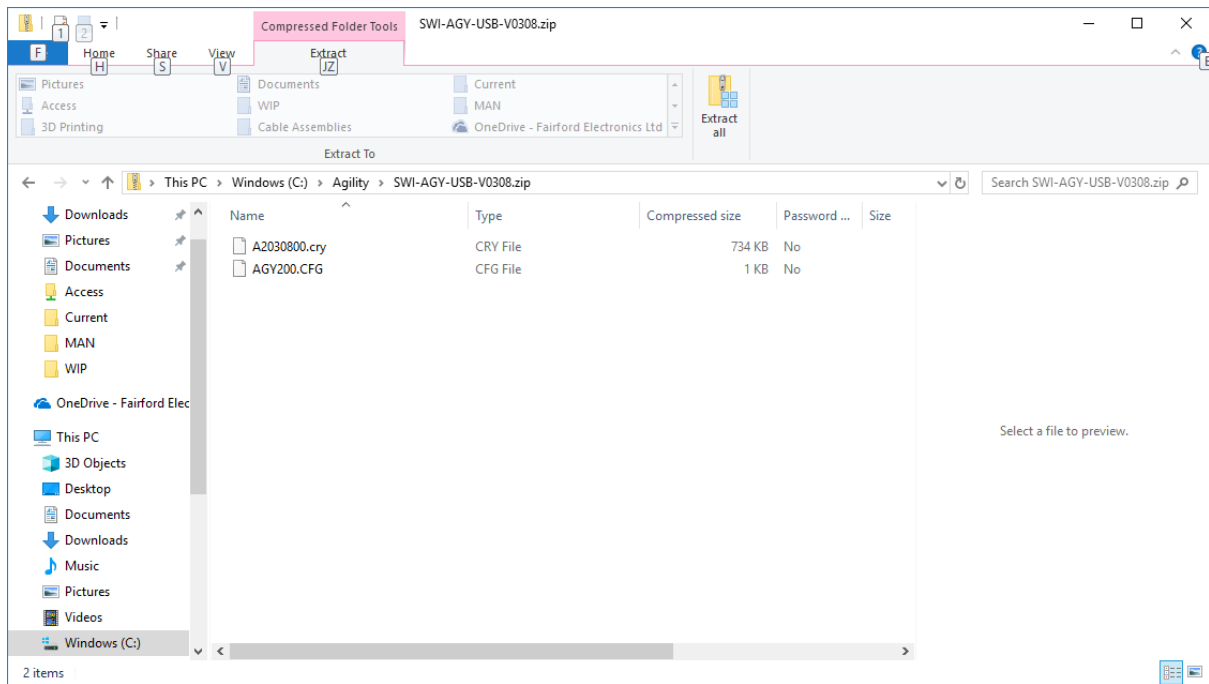 Compressed Folder Tools SWI-AGY-USB-V0308.zip
1 2
F Home Share View Extract
H S V JZ
Pictures Documents Current
Access WIP MAN
3D Printing Cable Assemblies OneDrive - Fairford Electronics Ltd
Extract all
Extract To
This PC > Windows (C:) > Agility > SWI-AGY-USB-V0308.zip
Search SWI-AGY-USB-V0308.zip
Name Type Compressed size Password ... Size
A2030800.cry CRY File 734 KB No
AGY200.CFG CFG File 1 KB No
Downloads
Pictures
Documents
Access
Current
MAN
WIP
OneDrive - Fairford Elec
This PC
3D Objects
Desktop
Documents
Downloads
Music
Pictures
Videos
Windows (C:)
Select a file to preview.
2 items